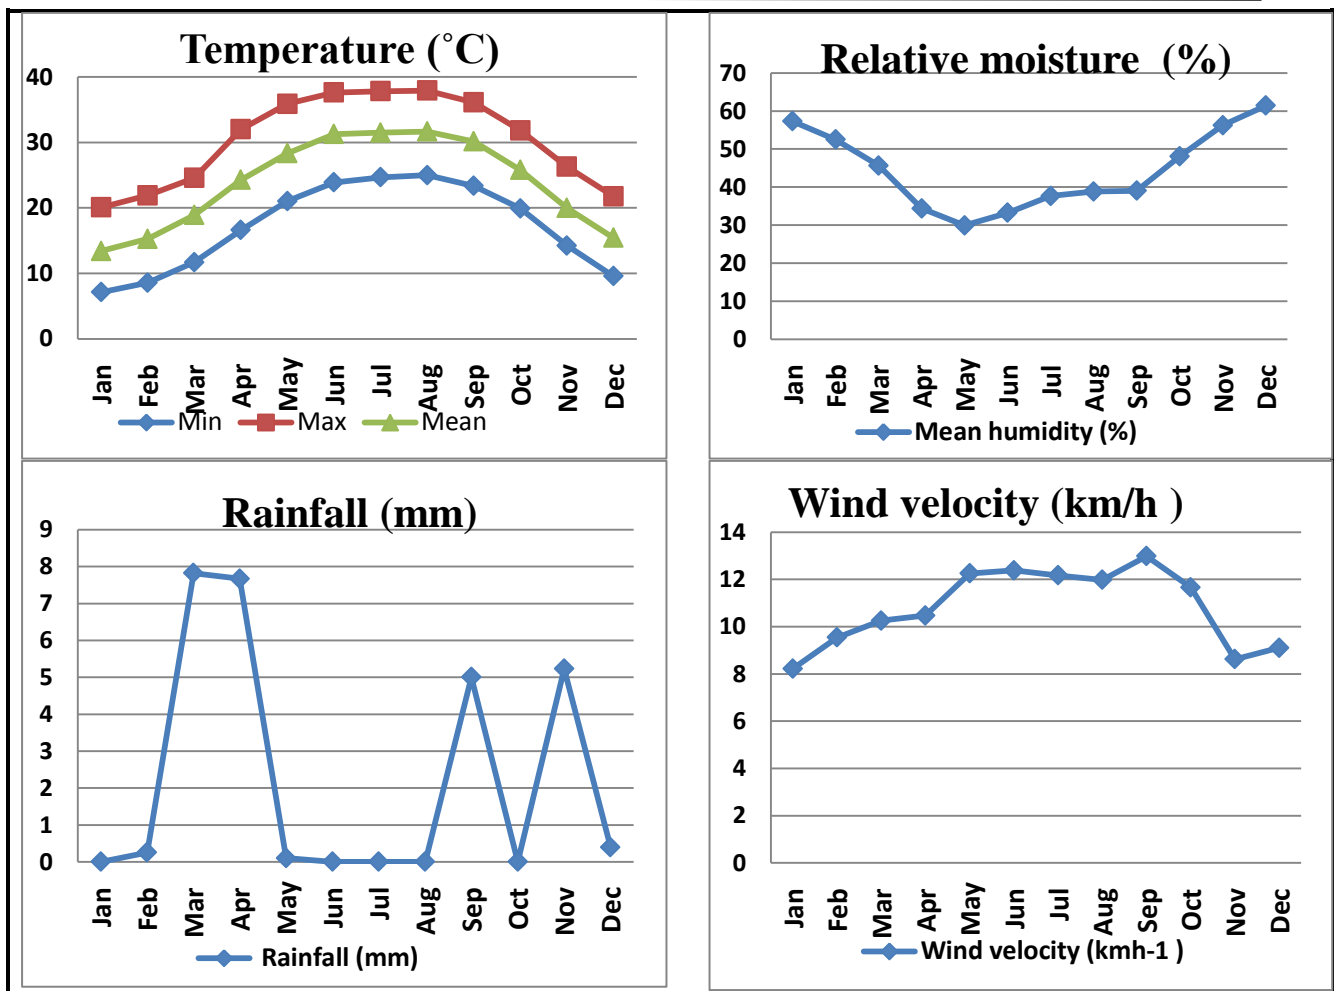 Temperature (˚C)
40
30
20
10
0
Jan Feb Mar Apr May Jun Jul Aug Sep Oct Nov Dec
Min Max Mean
Relative moisture (%)
70
60
50
40
30
20
10
0
Jan Feb Mar Apr May Jun Jul Aug Sep Oct Nov Dec
Mean humidity (%)
Rainfall (mm)
9
8
7
6
5
4
3
2
1
0
Jan Feb Mar Apr May Jun Jul Aug Sep Oct Nov Dec
Rainfall (mm)
Wind velocity (km/h )
14
12
10
8
6
4
2
0
Jan Feb Mar Apr May Jun Jul Aug Sep Oct Nov Dec
Wind velocity (kmh-1 )